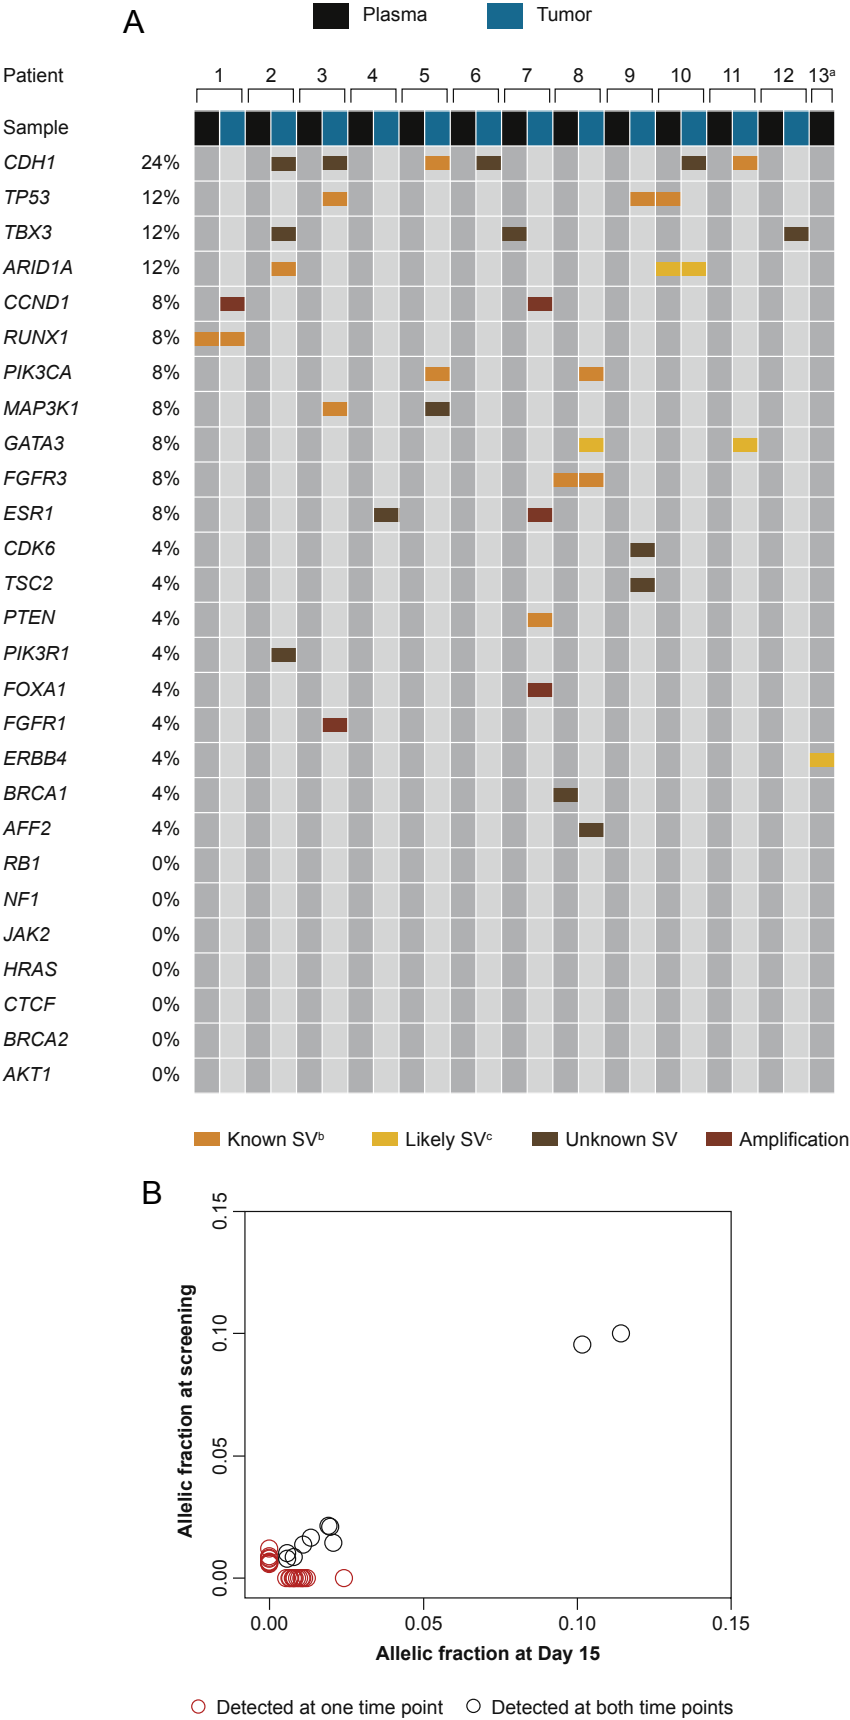 A
Plasma Tumor
Patient 1 2 3 4 5 6 7 8 9 10 11 12 13ᵃ
Sample
CDH1 24%
TP53 12%
TBX3 12%
ARID1A 12%
CCND1 8%
RUNX1 8%
PIK3CA 8%
MAP3K1 8%
GATA3 8%
FGFR3 8%
ESR1 8%
CDK6 4%
TSC2 4%
PTEN 4%
PIK3R1 4%
FOXA1 4%
FGFR1 4%
ERBB4 4%
BRCA1 4%
AFF2 4%
RB1 0%
NF1 0%
JAK2 0%
HRAS 0%
CTCF 0%
BRCA2 0%
AKT1 0%
Known SVᵇ Likely SVᶜ Unknown SV Amplification
B
Allelic fraction at screening
0.15
0.10
0.05
0.00
0.00 0.05 0.10 0.15
Allelic fraction at Day 15
Detected at one time point Detected at both time points